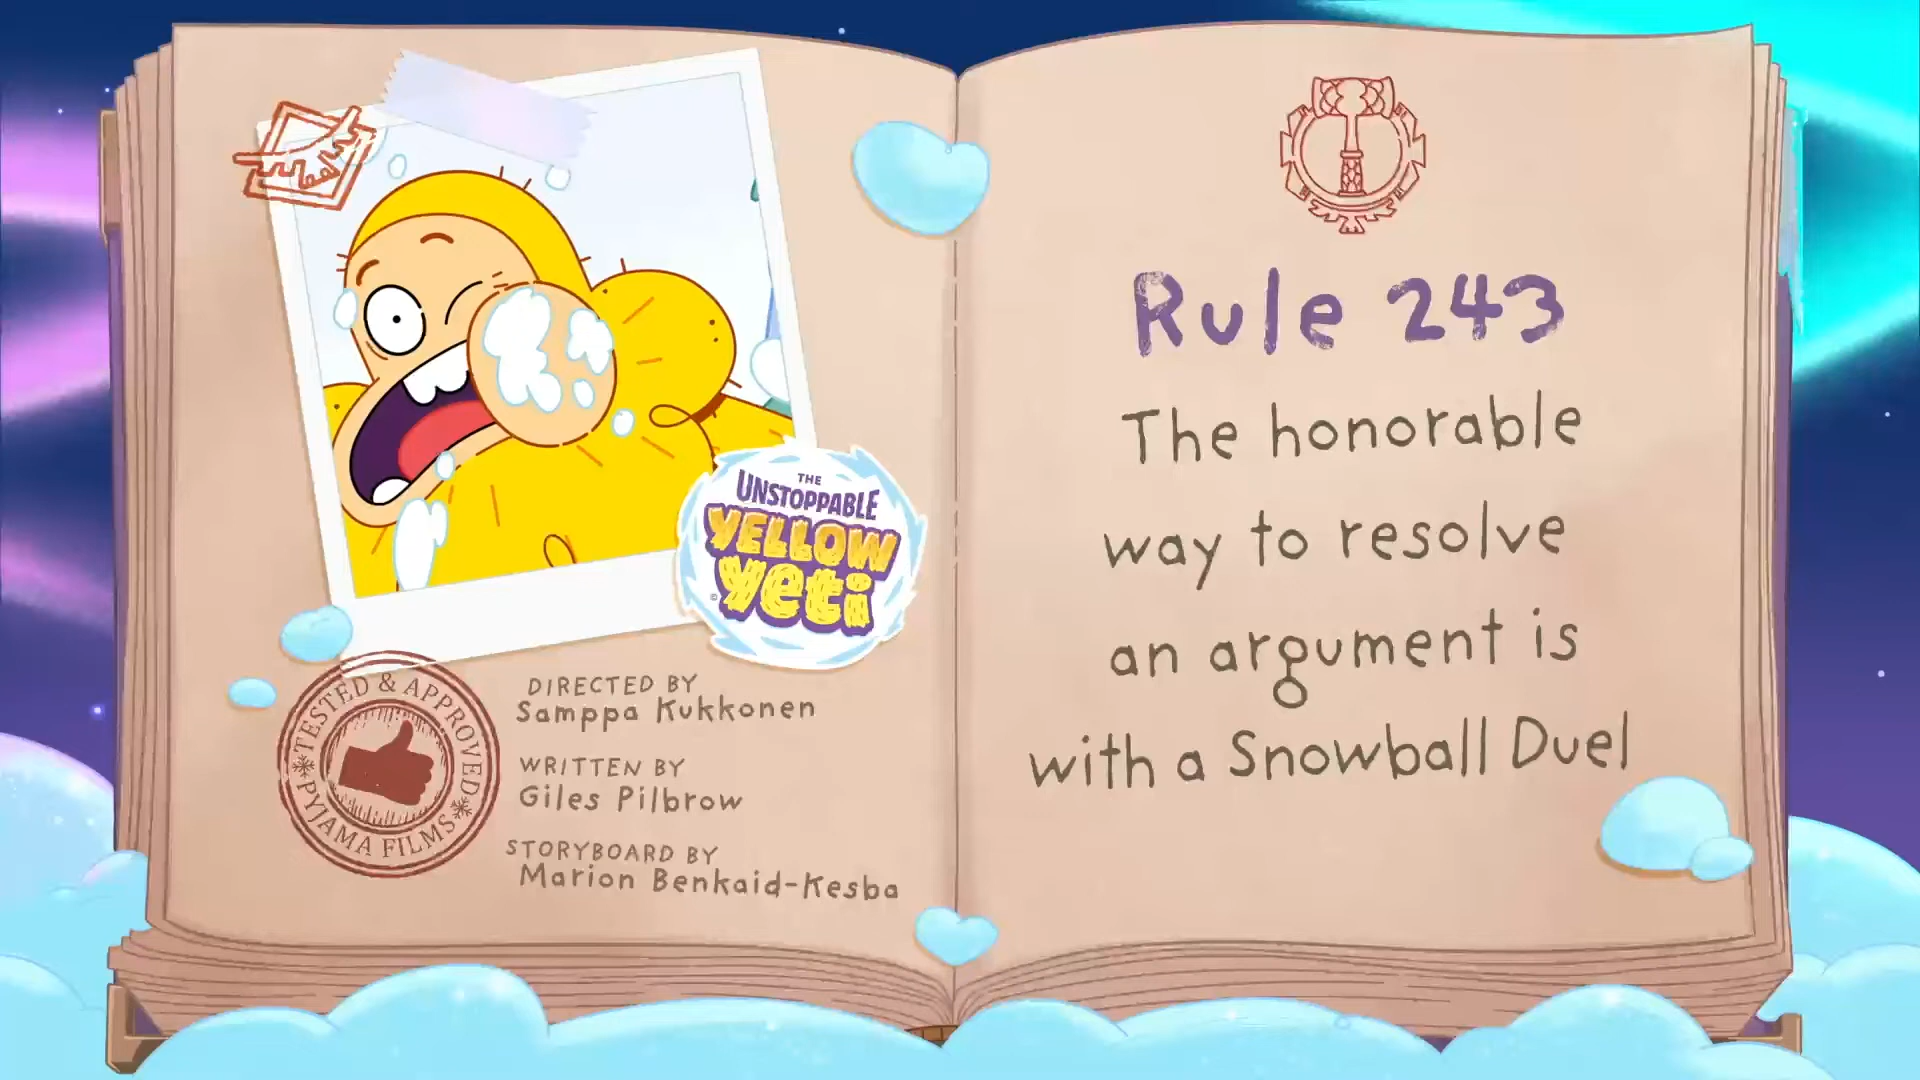 THE
UNSTOPPABLE
YELLOW
Yeti
©
TESTED & APPROVED
PYJAMA FILMS
DIRECTED BY
Samppa Kukkonen
WRITTEN BY
Giles Pilbrow
STORYBOARD BY
Marion Benkaid-Kesba
Rule 243
The honorable
way to resolve
an argument is
with a Snowball Duel